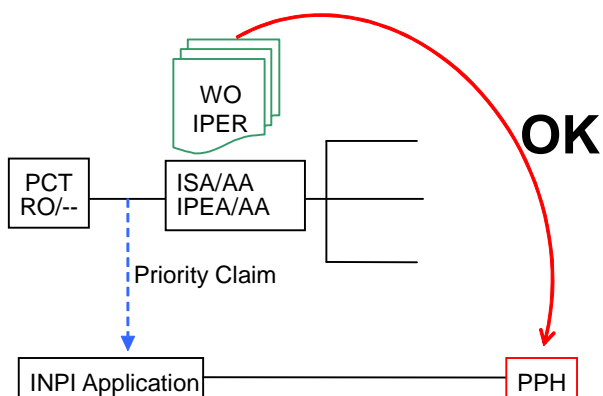 WO
IPER
OK
PCT
RO/--
ISA/AA
IPEA/AA
Priority Claim
INPI Application
PPH